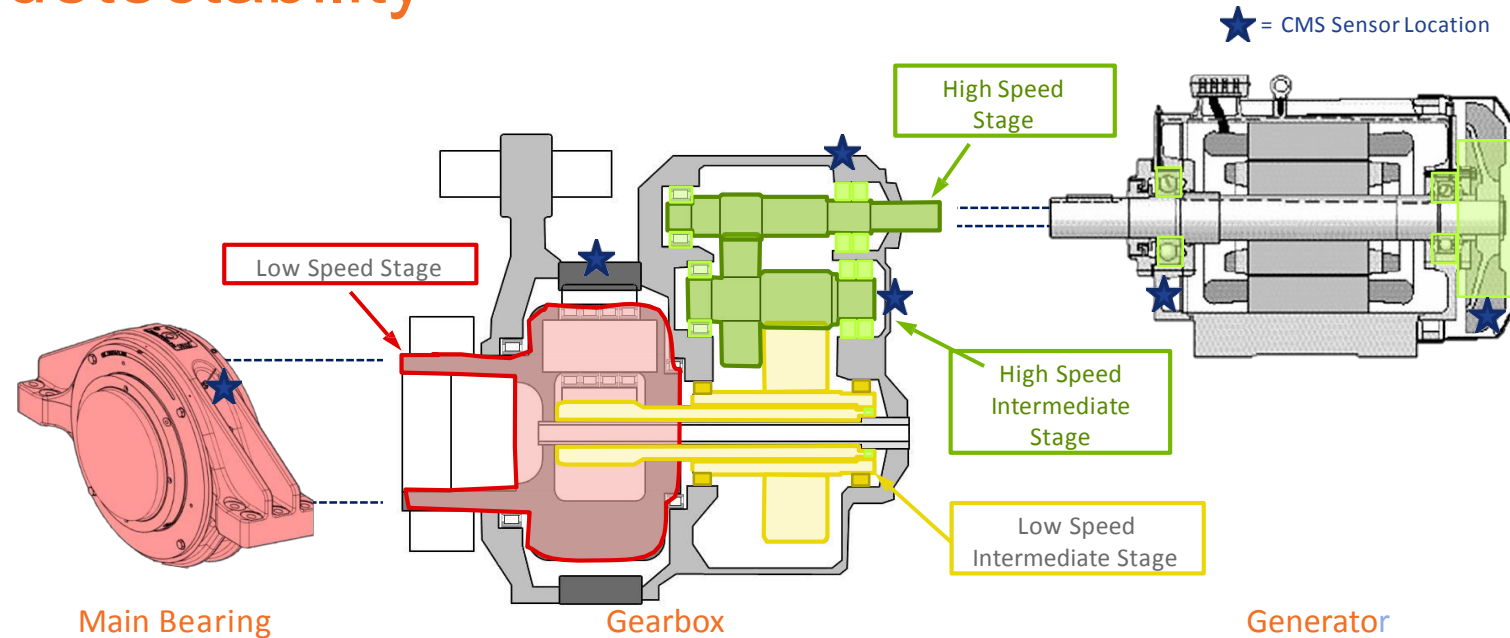 detectability
= CMS Sensor Location
High Speed
Stage
Low Speed Stage
High Speed
Intermediate
Stage
Low Speed
Intermediate Stage
Main Bearing
Gearbox
Generator